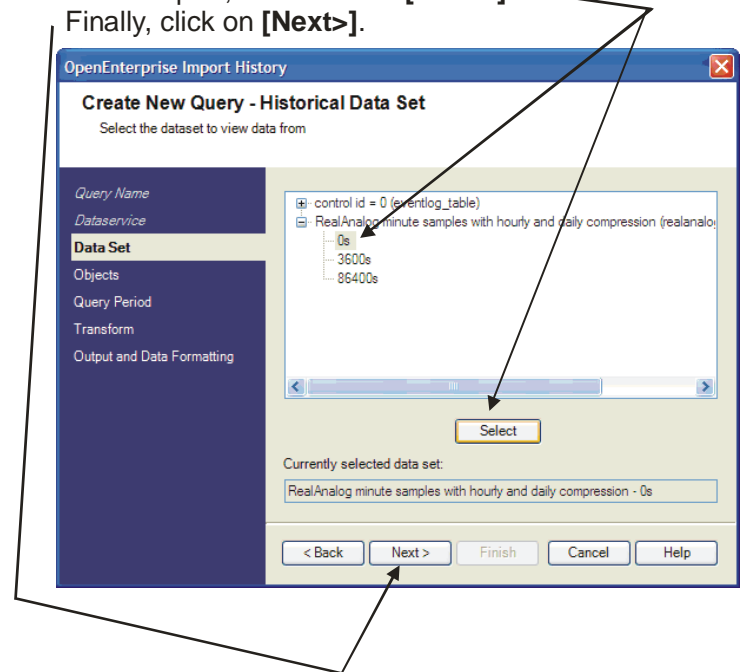 Finally, click on [Next>].
OpenEnterprise Import History
Create New Query - Historical Data Set
Select the dataset to view data from
Query Name
Dataservice
Data Set
Objects
Query Period
Transform
Output and Data Formatting
control id = 0 (eventlog_table)
RealAnalog minute samples with hourly and daily compression (realanalog
0s
3600s
86400s
Select
Currently selected data set:
RealAnalog minute samples with hourly and daily compression - 0s
< Back Next > Finish Cancel Help